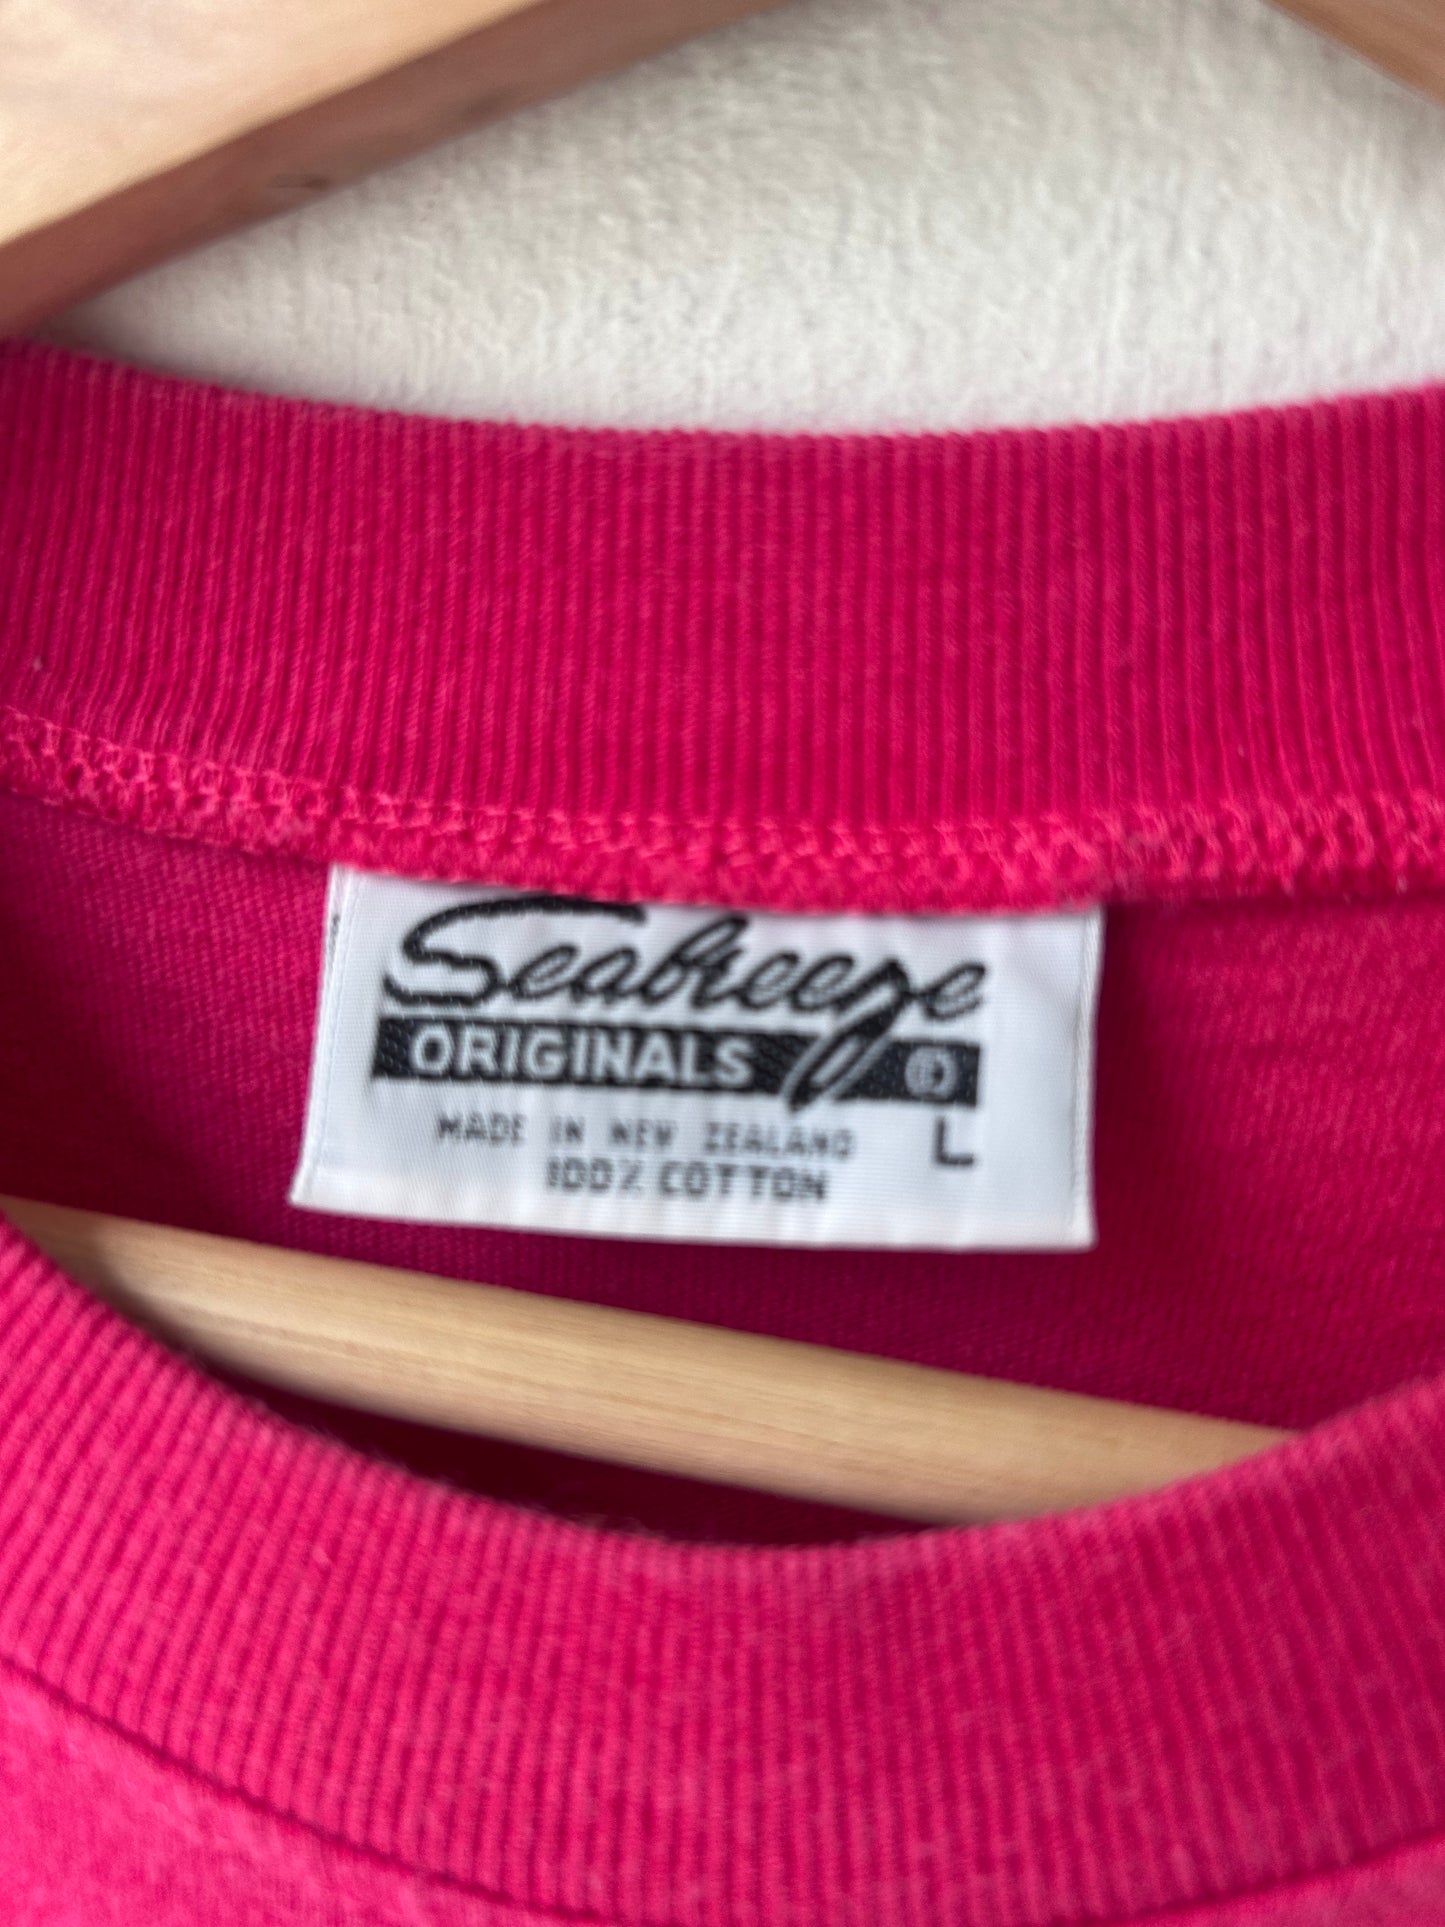 Seabreeze
ORIGINALS ®
L
MADE IN NEW ZEALAND
100% COTTON